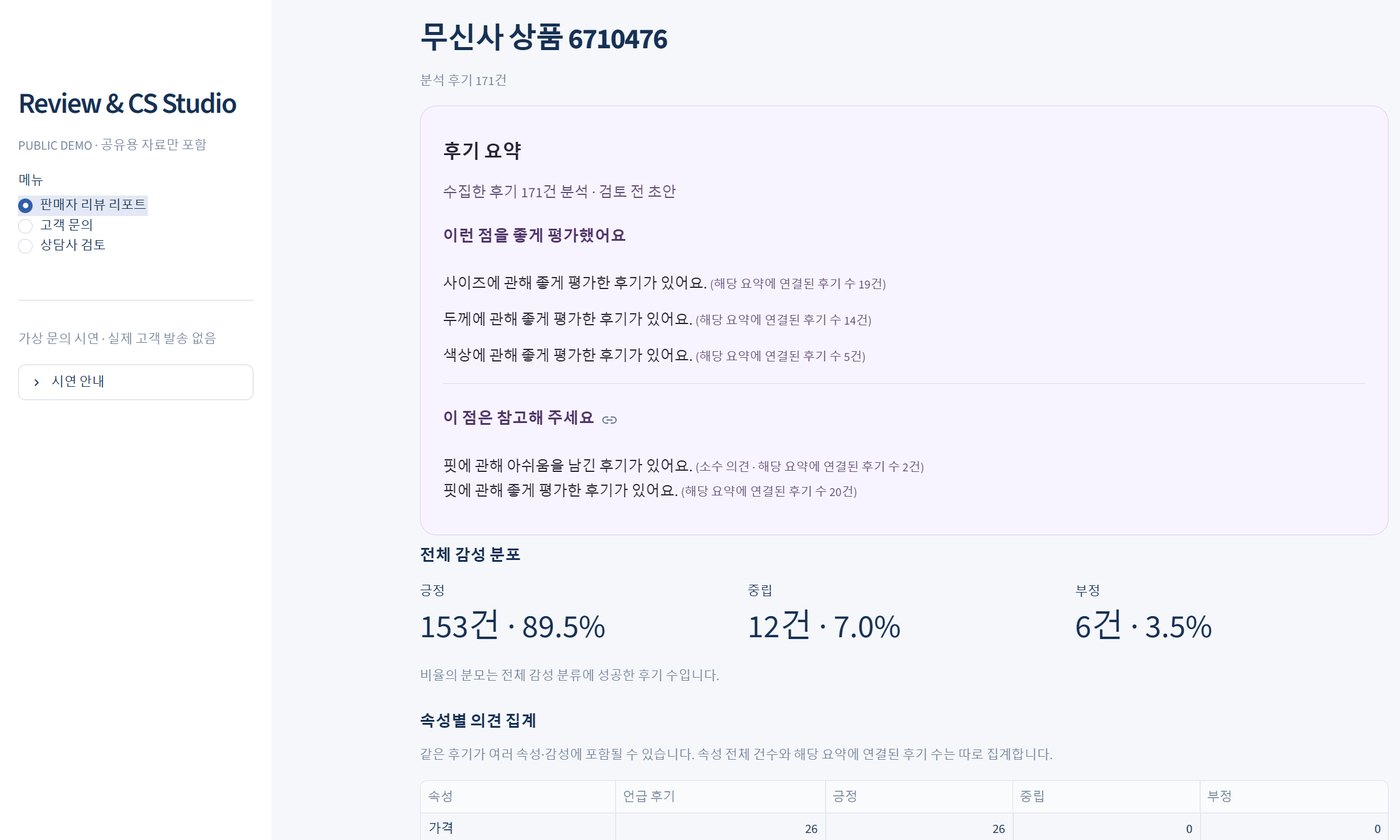 Review & CS Studio
PUBLIC DEMO · 공유용 자료만 포함
메뉴
판매자 리뷰 리포트
고객 문의
상담사 검토
가상 문의 시연 · 실제 고객 발송 없음
시연 안내
무신사 상품 6710476
분석 후기 171건
후기 요약
수집한 후기 171건 분석 · 검토 전 초안
이런 점을 좋게 평가했어요
사이즈에 관해 좋게 평가한 후기가 있어요. (해당 요약에 연결된 후기 수 19건)
두께에 관해 좋게 평가한 후기가 있어요. (해당 요약에 연결된 후기 수 14건)
색상에 관해 좋게 평가한 후기가 있어요. (해당 요약에 연결된 후기 수 5건)
이 점은 참고해 주세요
핏에 관해 아쉬움을 남긴 후기가 있어요. (소수 의견 · 해당 요약에 연결된 후기 수 2건)
핏에 관해 좋게 평가한 후기가 있어요. (해당 요약에 연결된 후기 수 20건)
전체 감성 분포
긍정 중립 부정
153건 · 89.5% 12건 · 7.0% 6건 · 3.5%
비율의 분모는 전체 감성 분류에 성공한 후기 수입니다.
속성별 의견 집계
같은 후기가 여러 속성·감성에 포함될 수 있습니다. 속성 전체 건수와 해당 요약에 연결된 후기 수는 따로 집계합니다.
속성 언급 후기 긍정 중립 부정
가격 26 26 0 0